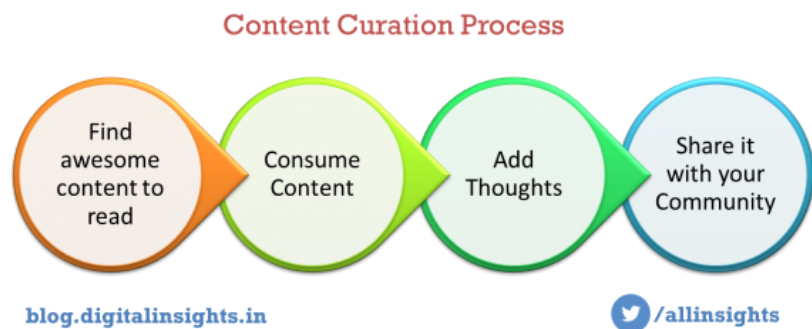 Content Curation Process
Find
awesome
content to
read
Consume
Content
Add
Thoughts
Share it
with your
Community
blog.digitalinsights.in
/allinsights